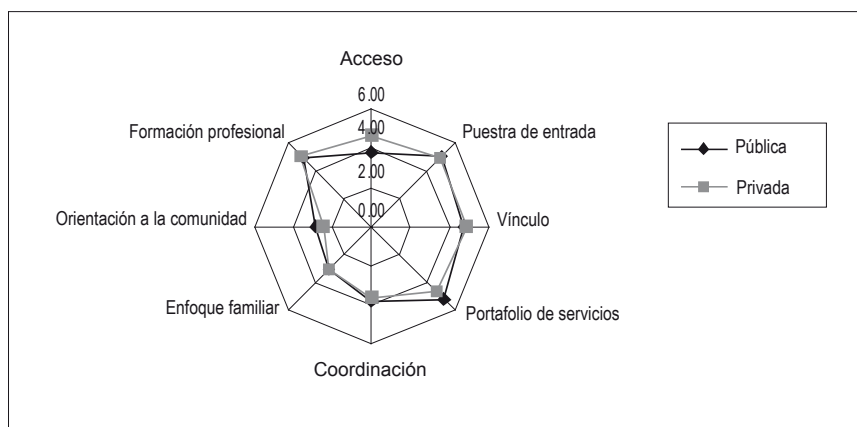 Acceso
6.00
4.00
2.00
0.00
Formación profesional
Puestra de entrada
Orientación a la comunidad
Vínculo
Enfoque familiar
Portafolio de servicios
Coordinación
Pública
Privada